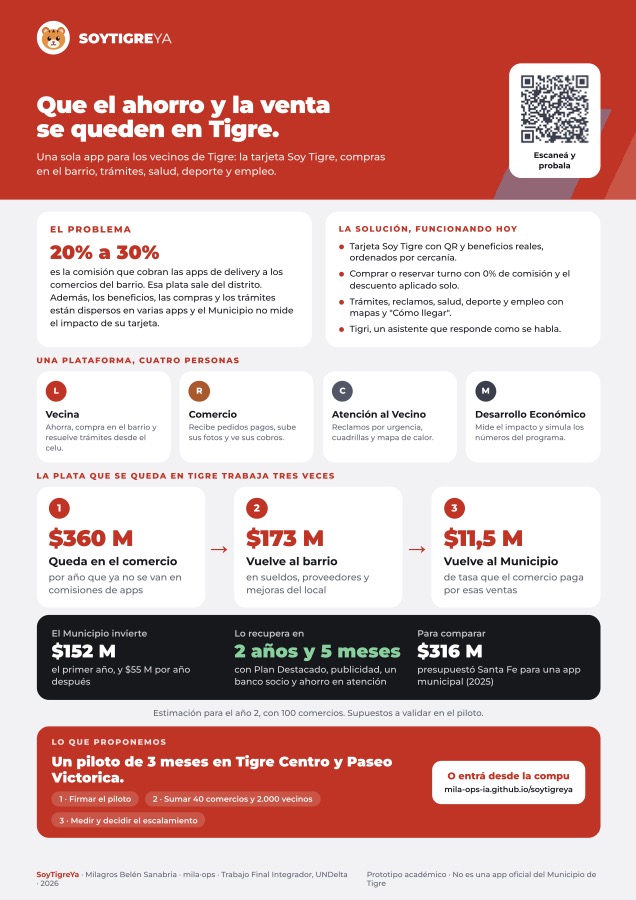 SOYTIGREYA
Que el ahorro y la venta
se queden en Tigre.
Una sola app para los vecinos de Tigre: la tarjeta Soy Tigre, compras
en el barrio, trámites, salud, deporte y empleo.
Escaneá y
probala
EL PROBLEMA
20% a 30%
es la comisión que cobran las apps de delivery a los
comercios del barrio. Esa plata sale del distrito.
Además, los beneficios, las compras y los trámites
están dispersos en varias apps y el Municipio no mide
el impacto de su tarjeta.
LA SOLUCIÓN, FUNCIONANDO HOY
Tarjeta Soy Tigre con QR y beneficios reales,
ordenados por cercanía.
Comprar o reservar turno con 0% de comisión y el
descuento aplicado solo.
Trámites, reclamos, salud, deporte y empleo con
mapas y "Cómo llegar".
Tigri, un asistente que responde como se habla.
UNA PLATAFORMA, CUATRO PERSONAS
L
Vecina
Ahorra, compra en el barrio y
resuelve trámites desde el
celu.
R
Comercio
Recibe pedidos pagos, sube
sus fotos y ve sus cobros.
C
Atención al Vecino
Reclamos por urgencia,
cuadrillas y mapa de calor.
M
Desarrollo Económico
Mide el impacto y simula los
números del programa.
LA PLATA QUE SE QUEDA EN TIGRE TRABAJA TRES VECES
1
$360 M
Queda en el comercio
por año que ya no se van en
comisiones de apps
→
2
$173 M
Vuelve al barrio
en sueldos, proveedores y
mejoras del local
→
3
$11,5 M
Vuelve al Municipio
de tasa que el comercio paga
por esas ventas
El Municipio invierte
$152 M
el primer año, y $55 M por año
después
Lo recupera en
2 años y 5 meses
con Plan Destacado, publicidad, un
banco socio y ahorro en atención
Para comparar
$316 M
presupuestó Santa Fe para una app
municipal (2025)
Estimación para el año 2, con 100 comercios. Supuestos a validar en el piloto.
LO QUE PROPONEMOS
Un piloto de 3 meses en Tigre Centro y Paseo
Victorica.
1 · Firmar el piloto
2 · Sumar 40 comercios y 2.000 vecinos
3 · Medir y decidir el escalamiento
O entrá desde la compu
mila-ops-ia.github.io/soytigreya
SoyTigreYa · Milagros Belén Sanabria · mila·ops · Trabajo Final Integrador, UNDelta
· 2026
Prototipo académico · No es una app oficial del Municipio de
Tigre